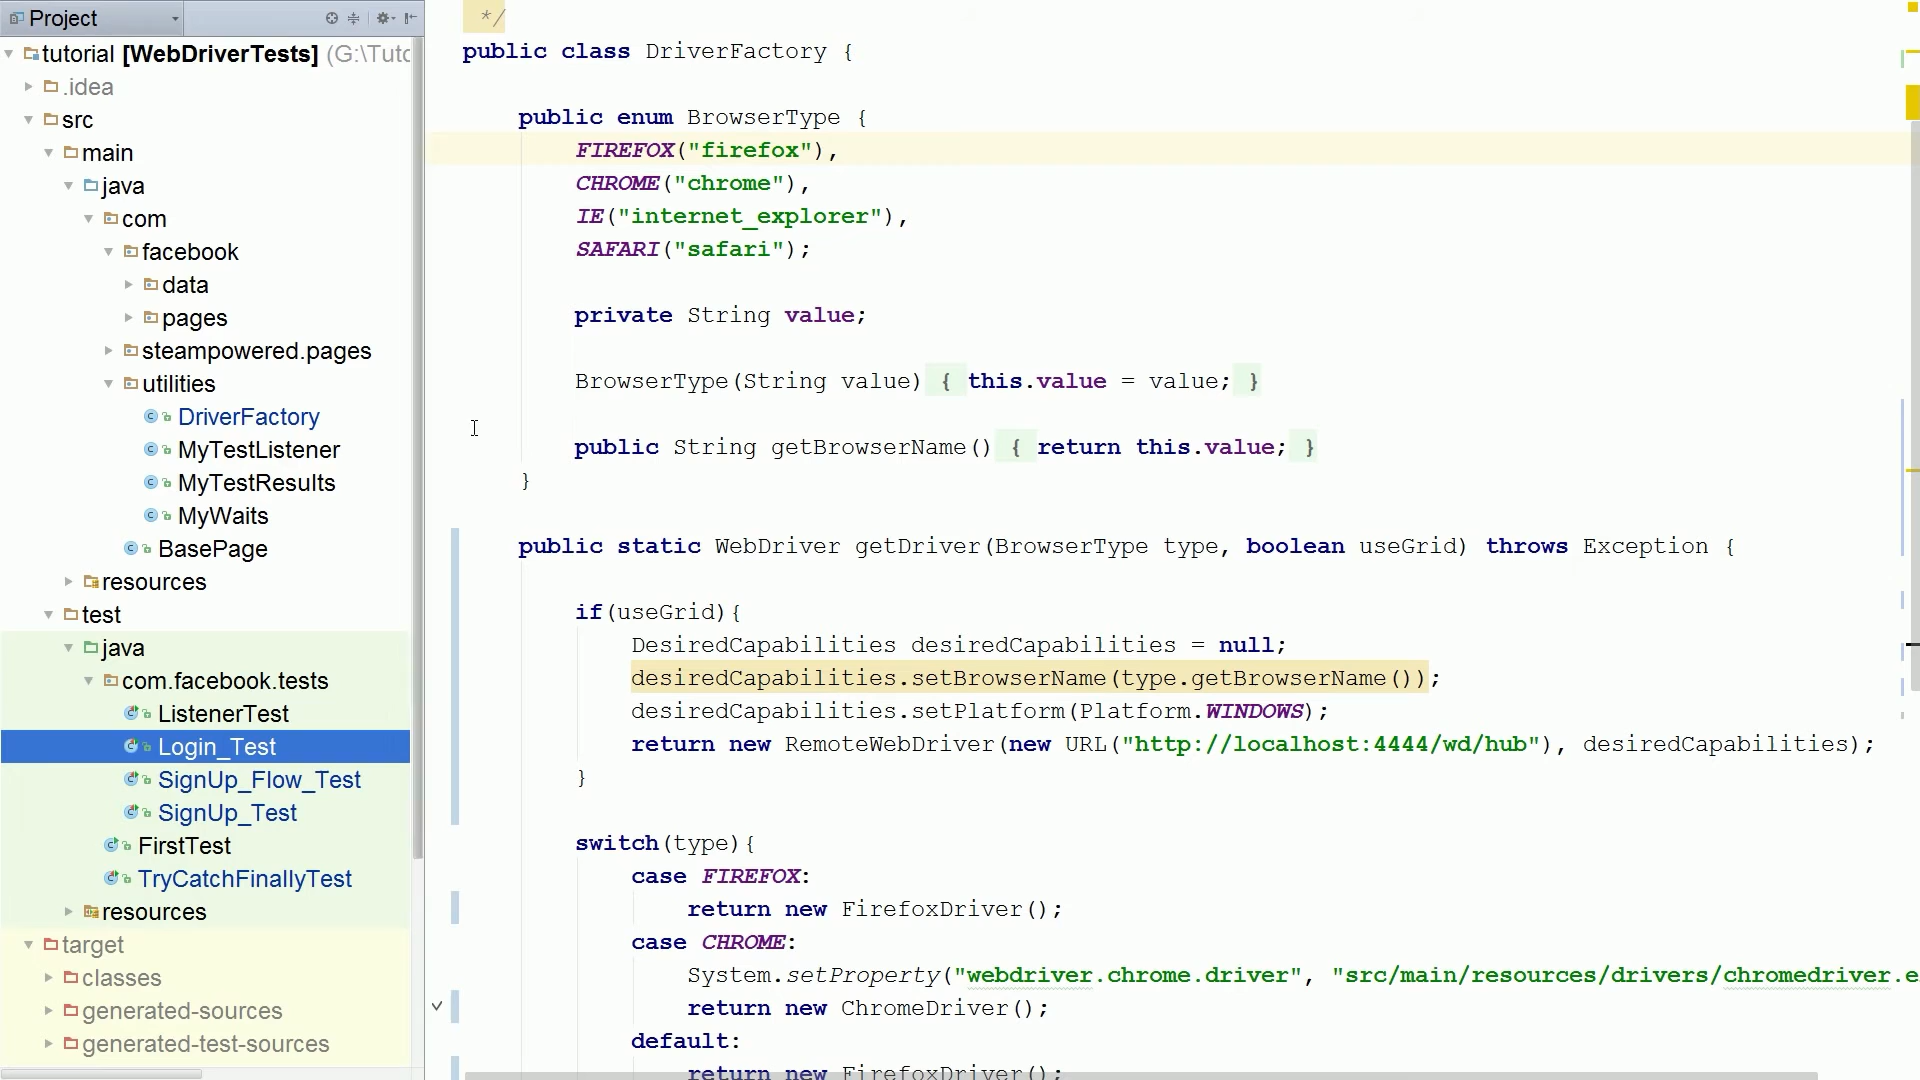 Project
tutorial [WebDriverTests] (G:\Tuto
.idea
src
main
java
com
facebook
data
pages
steampowered.pages
utilities
DriverFactory
MyTestListener
MyTestResults
MyWaits
BasePage
resources
test
java
com.facebook.tests
ListenerTest
Login_Test
SignUp_Flow_Test
SignUp_Test
FirstTest
TryCatchFinallyTest
resources
target
classes
generated-sources
generated-test-sources
*/
public class DriverFactory {
public enum BrowserType {
FIREFOX("firefox"),
CHROME("chrome"),
IE("internet_explorer"),
SAFARI("safari");
private String value;
BrowserType(String value) { this.value = value; }
public String getBrowserName() { return this.value; }
}
public static WebDriver getDriver(BrowserType type, boolean useGrid) throws Exception {
if(useGrid){
DesiredCapabilities desiredCapabilities = null;
desiredCapabilities.setBrowserName(type.getBrowserName());
desiredCapabilities.setPlatform(Platform.WINDOWS);
return new RemoteWebDriver(new URL("http://localhost:4444/wd/hub"), desiredCapabilities);
}
switch(type){
case FIREFOX:
return new FirefoxDriver();
case CHROME:
System.setProperty("webdriver.chrome.driver", "src/main/resources/drivers/chromedriver.e
return new ChromeDriver();
default:
return new FirefoxDriver();